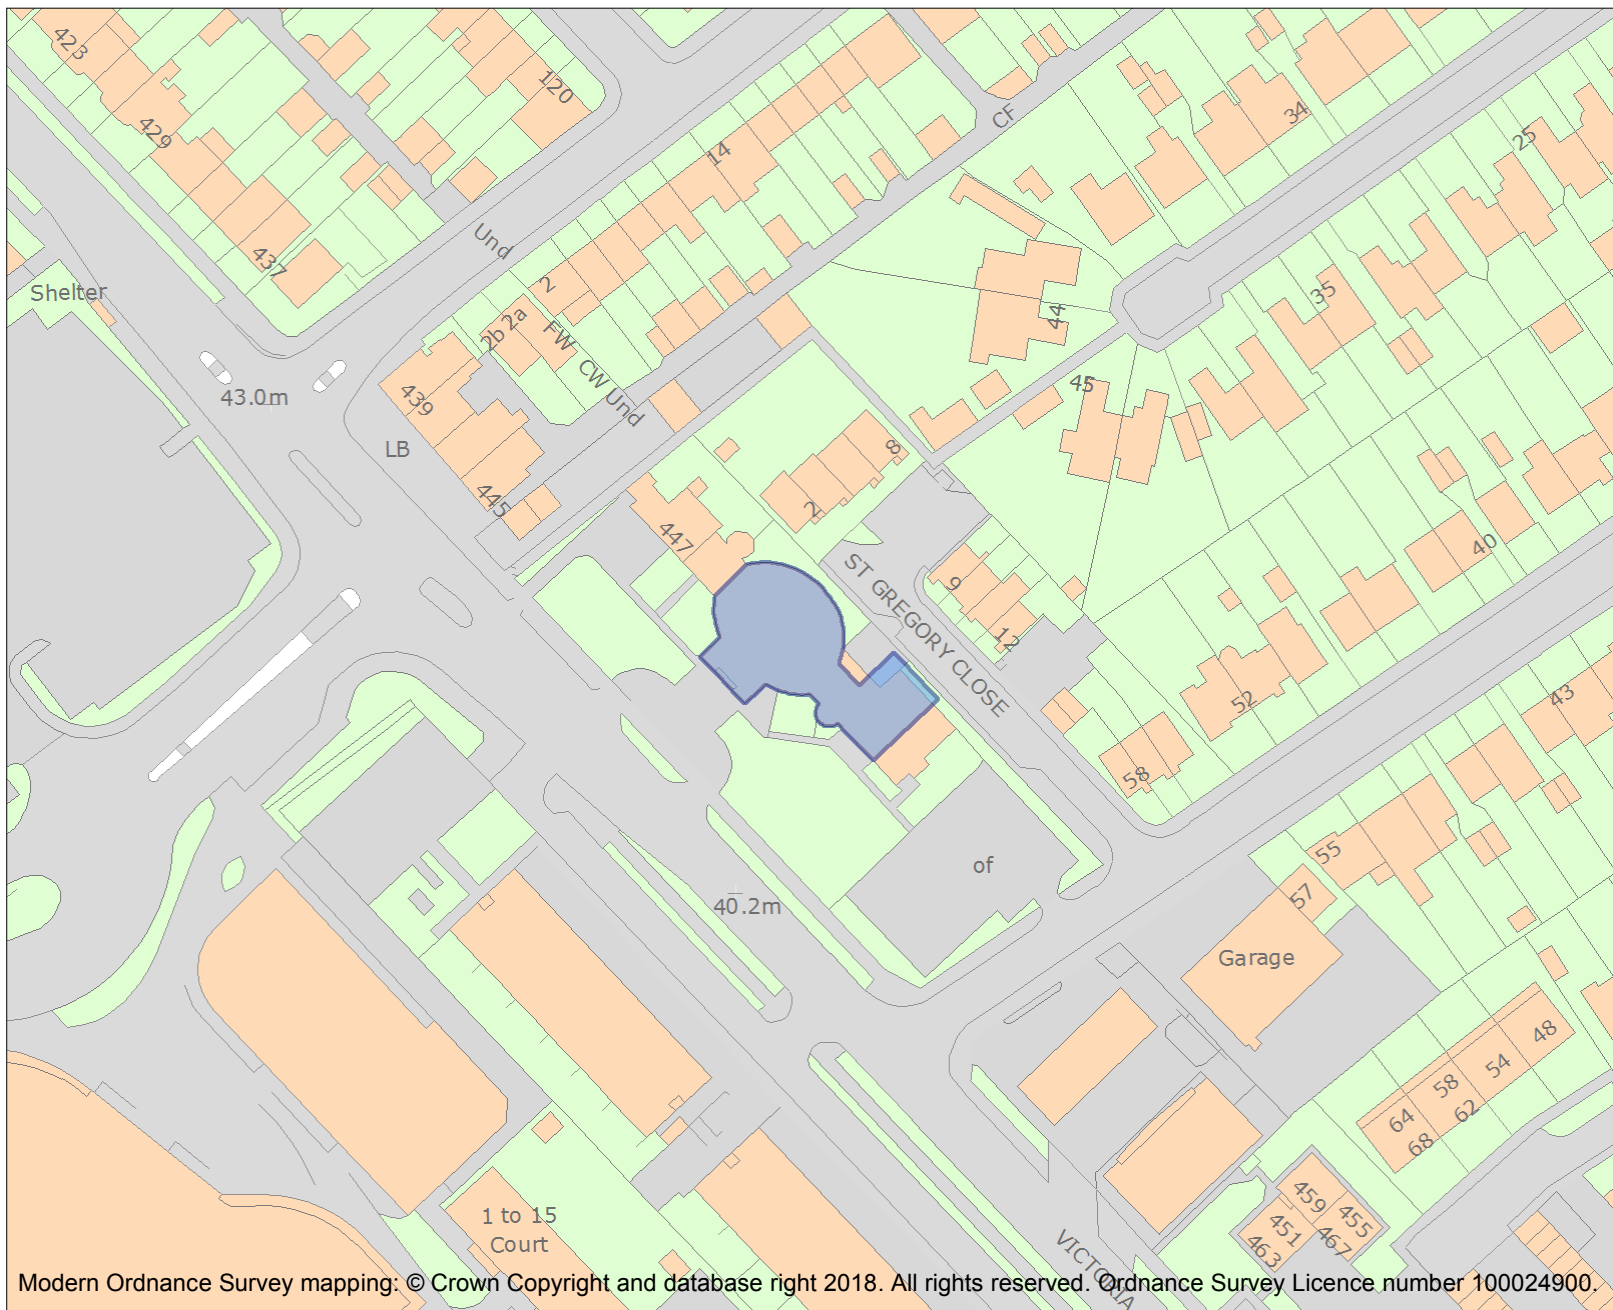 423
120
429
14
CF
34
25
Und
437
2
Shelter
44
35
2b 2a
FW
CW
Und
43.0m
439
45
LB
8
445
2
447
40
ST GREGORY CLOSE
9
12
52
43
58
55
of
57
40.2m
Garage
48
54
58
62
64
68
459
455
451
467
463
1 to 15
Court
VICTORIA
Modern Ordnance Survey mapping: © Crown Copyright and database right 2018. All rights reserved. Ordnance Survey Licence number 100024900.